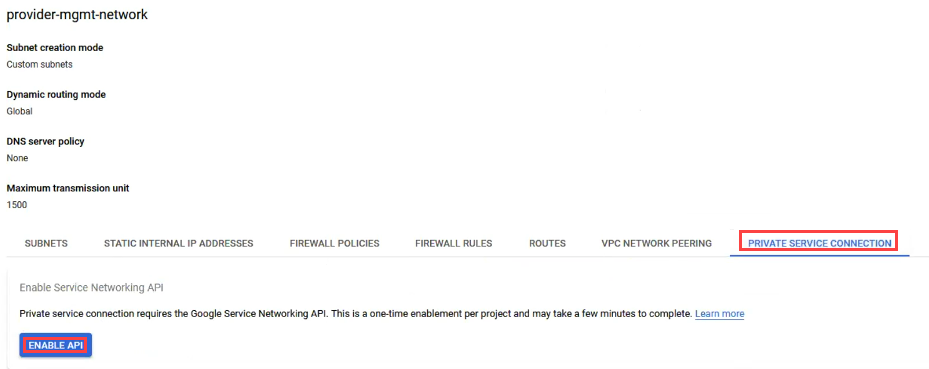 provider-mgmt-network
Subnet creation mode
Custom subnets
Dynamic routing mode
Global
DNS server policy
None
Maximum transmission unit
1500
SUBNETS STATIC INTERNAL IP ADDRESSES FIREWALL POLICIES FIREWALL RULES ROUTES VPC NETWORK PEERING PRIVATE SERVICE CONNECTION
Enable Service Networking API
Private service connection requires the Google Service Networking API. This is a one-time enablement per project and may take a few minutes to complete. Learn more
ENABLE API